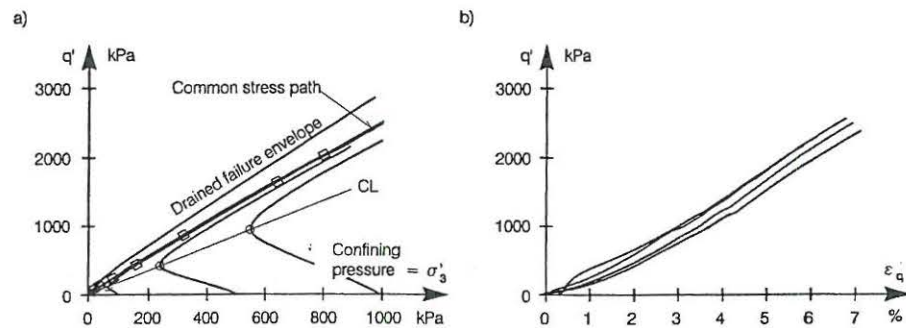 a)
q' kPa
3000
2000
1000
0
Common stress path
Drained failure envelope
CL
Confining
pressure = σ'₃
0 200 400 600 800 1000 kPa
b)
q' kPa
3000
2000
1000
0
ε q
0 1 2 3 4 5 6 7 %